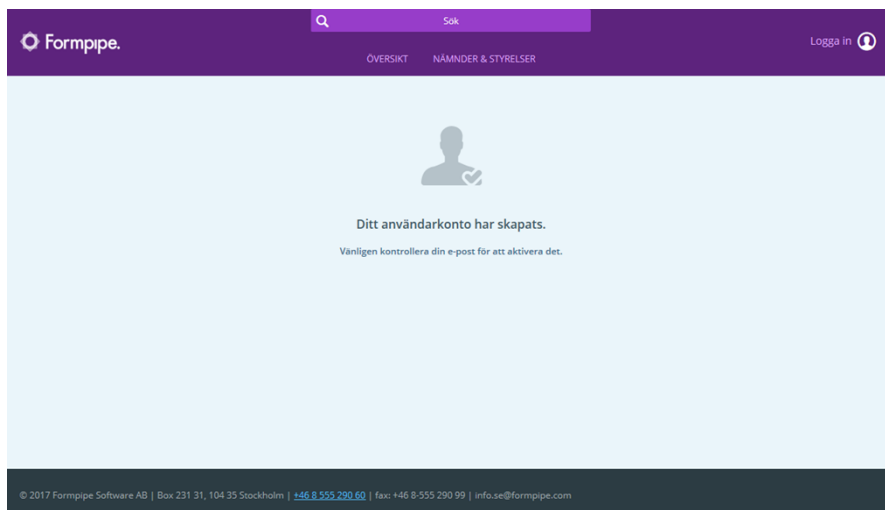 Formpipe.
Sök
Logga in
ÖVERSIKT NÄMNDER & STYRELSER
Ditt användarkonto har skapats.
Vänligen kontrollera din e-post för att aktivera det.
© 2017 Formpipe Software AB | Box 231 31, 104 35 Stockholm | +46 8 555 290 60 | fax: +46 8-555 290 99 | info.se@formpipe.com